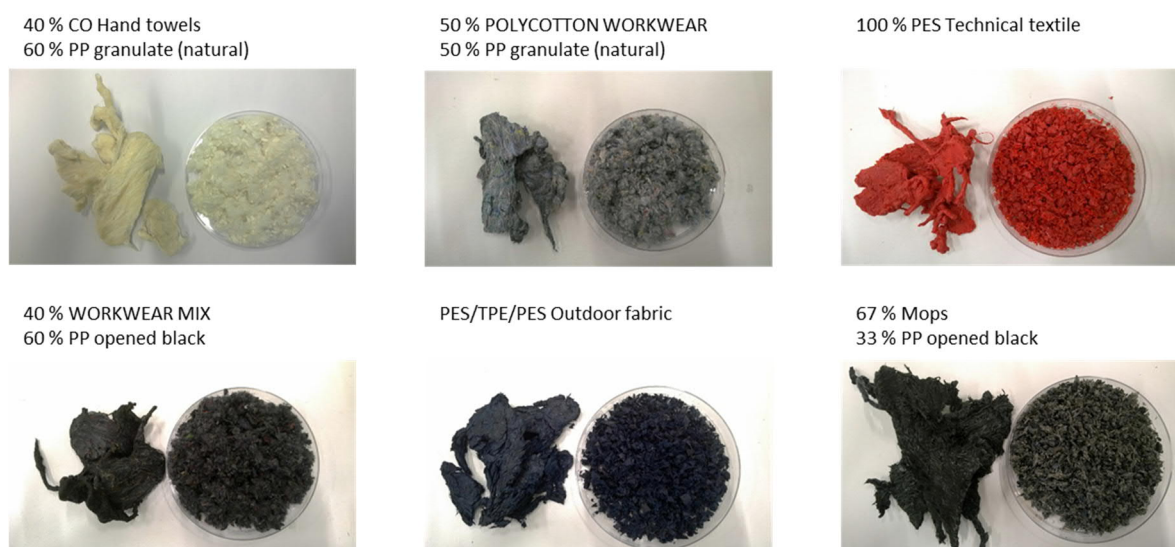 40 % CO Hand towels
60 % PP granulate (natural)
50 % POLYCOTTON WORKWEAR
50 % PP granulate (natural)
100 % PES Technical textile
40 % WORKWEAR MIX
60 % PP opened black
PES/TPE/PES Outdoor fabric
67 % Mops
33 % PP opened black